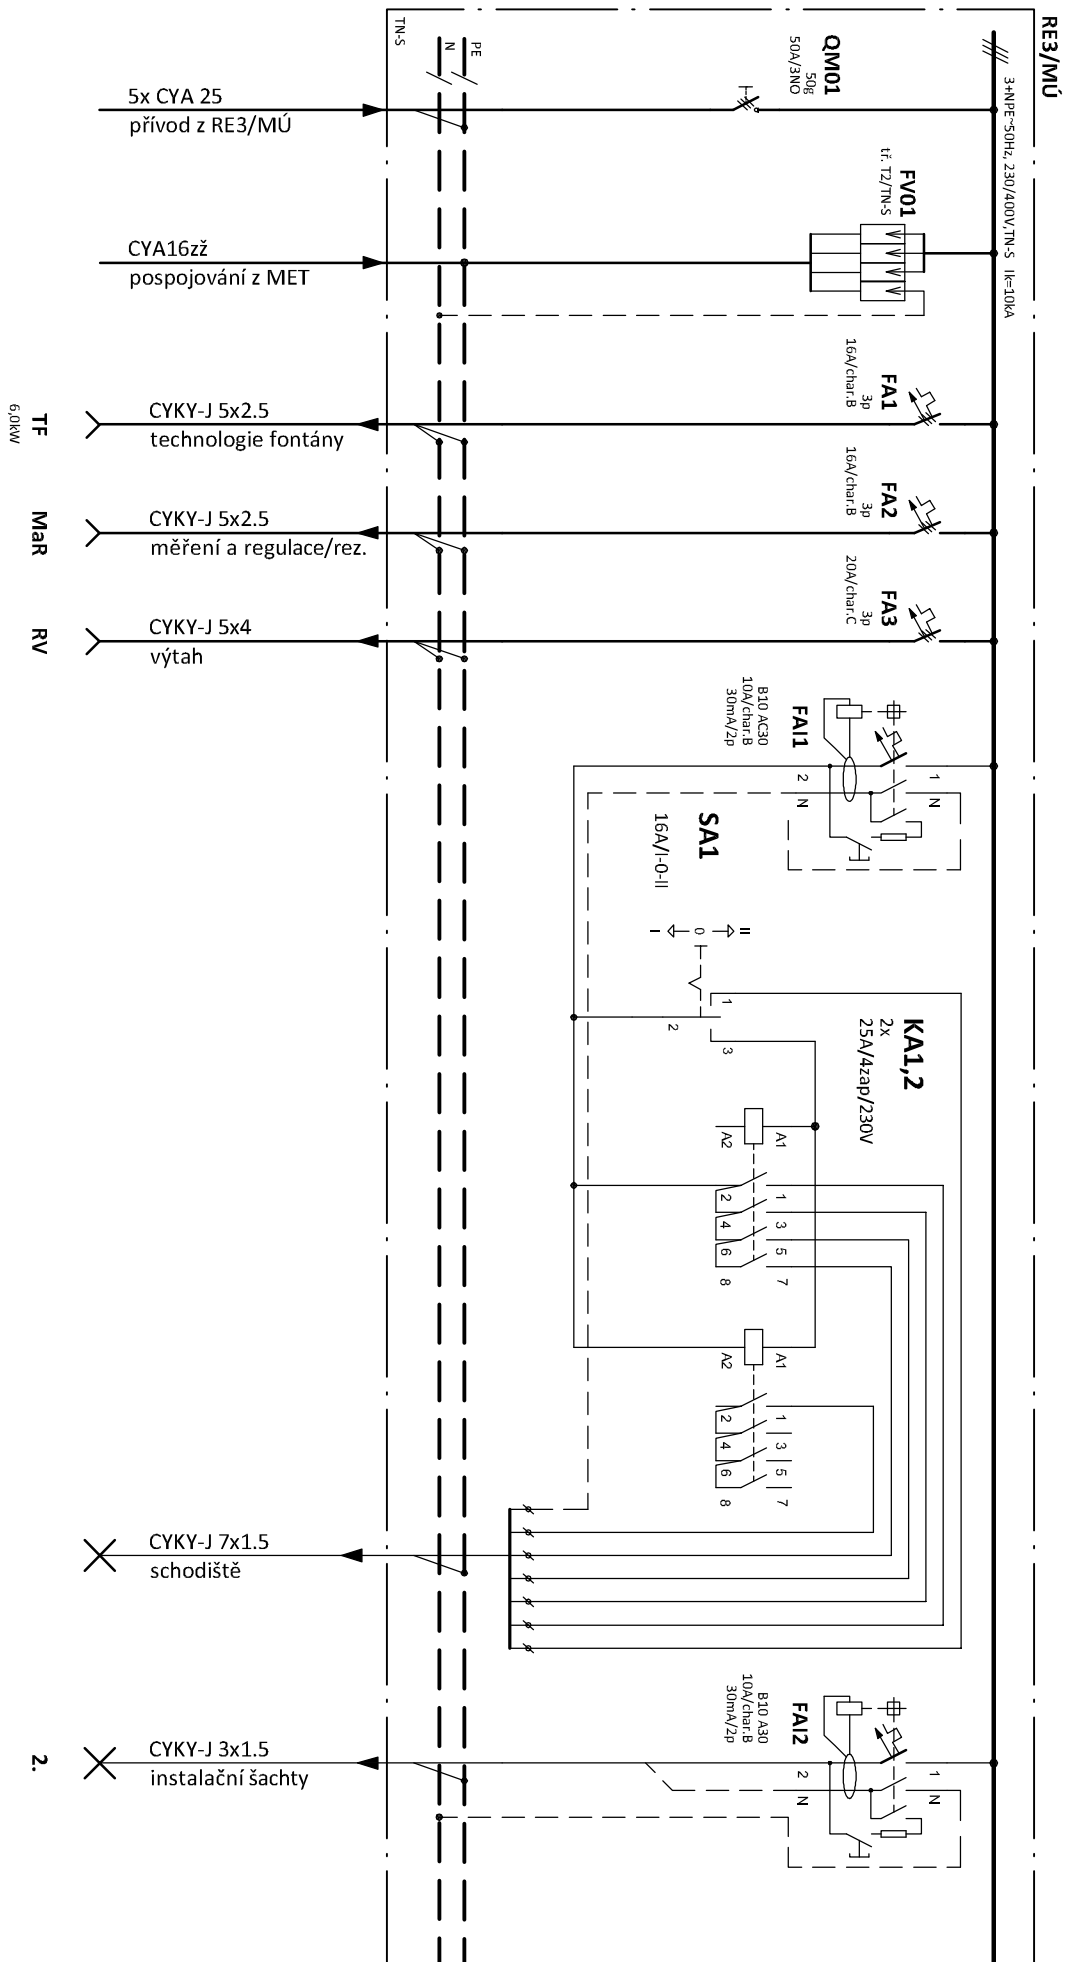 RE3/MÚ
3+NPE~50Hz, 230/400V,TN-S Ik=10kA
TN-S
N
PE
QM01
50g
50A/3NO
5x CYA 25
přívod z RE3/MÚ
FV01
tř. T2/TN-S
CYA16zž
pospojování z MET
FA1
3p
16A/char.B
CYKY-J 5x2.5
technologie fontány
TF
6,0kW
FA2
3p
16A/char.B
CYKY-J 5x2.5
měření a regulace/rez.
MaR
FA3
3p
20A/char.C
CYKY-J 5x4
výtah
RV
FAI1
B10 AC30
10A/char.B
30mA/2p
1
N
2
N
SA1
16A/I-0-II
II
0
I
1
2
3
KA1,2
2x
25A/4zap/230V
A1
A2
1
2
3
4
5
6
7
8
A1
A2
1
2
3
4
5
6
7
8
CYKY-J 7x1.5
schodiště
FAI2
B10 A30
10A/char.B
30mA/2p
1
N
2
N
CYKY-J 3x1.5
instalační šachty
2.